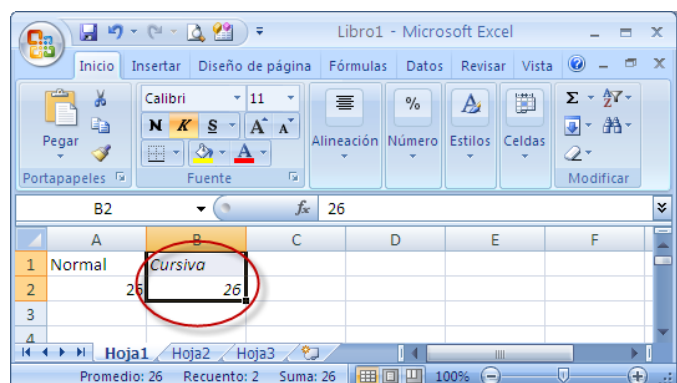 Libro1 - Microsoft Excel
Inicio Insertar Diseño de página Fórmulas Datos Revisar Vista
Calibri 11 % A Σ
Pegar N K S A A Alineación Número Estilos Celdas
A
Portapapeles Fuente Modificar
B2 fx 26
A B C D E F
1 Normal Cursiva
2 26 26
3
4
Hoja1 Hoja2 Hoja3
Promedio: 26 Recuento: 2 Suma: 26 100%